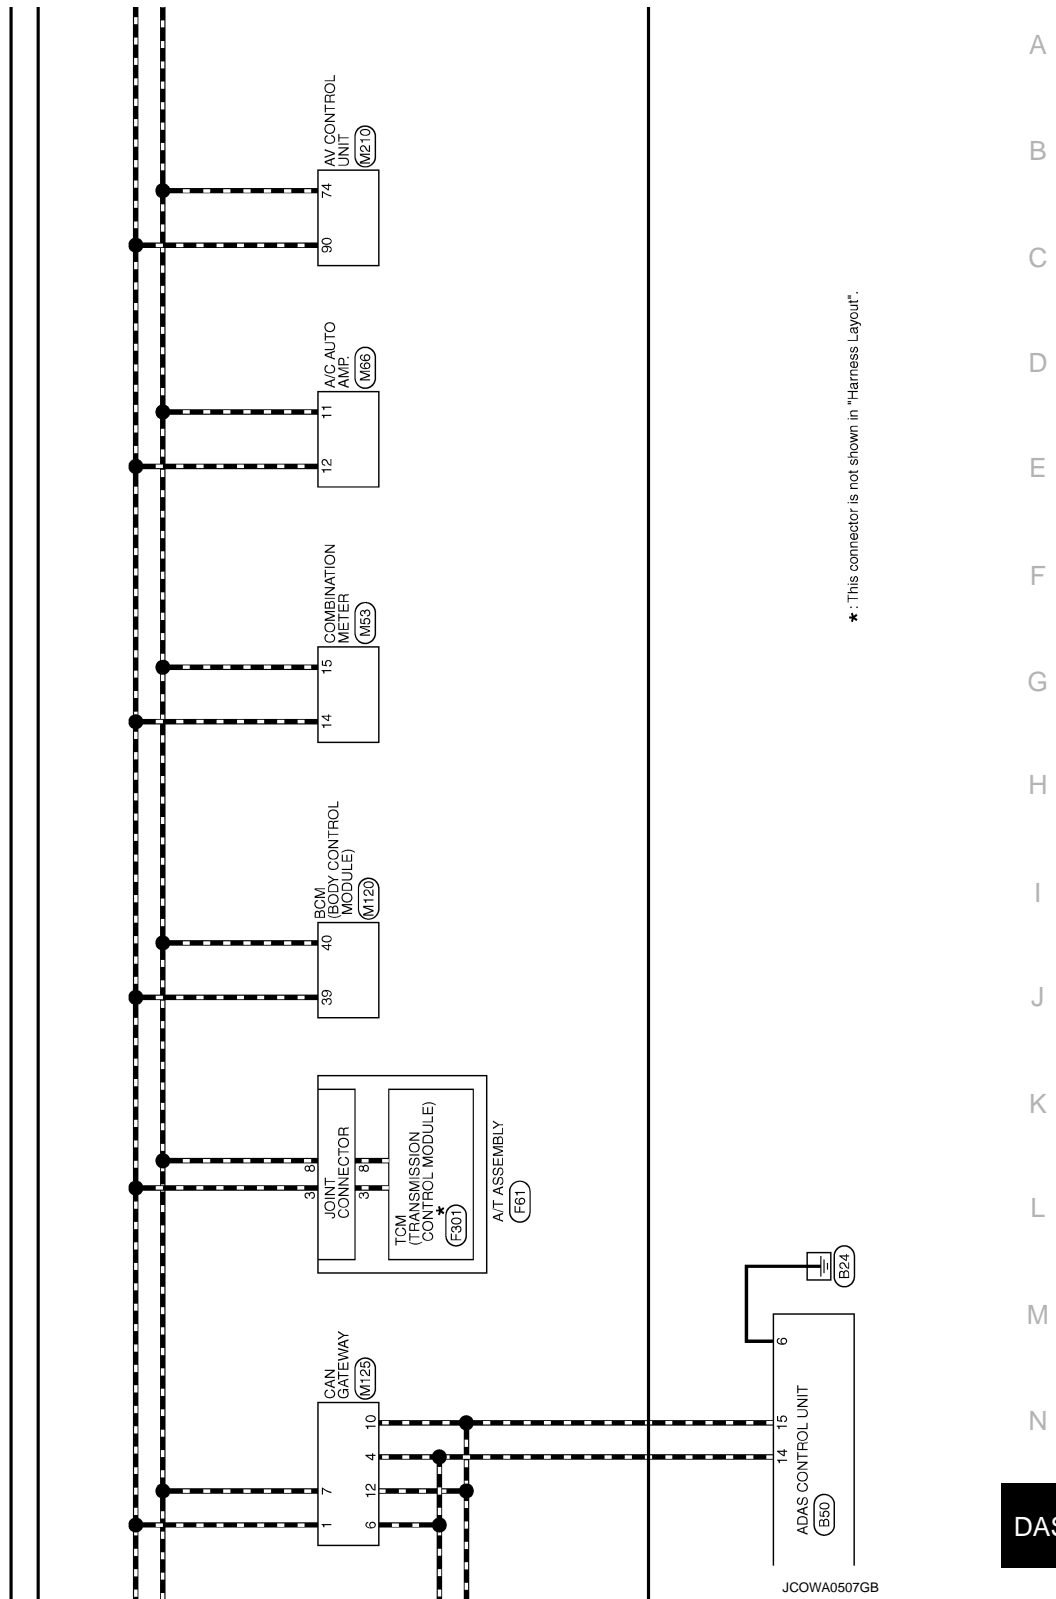 A
B
C
D
E
F
G
H
I
J
K
L
M
N
DAS
AV CONTROL
UNIT
M210
74
90
A/C AUTO
AMP.
M66
11
12
COMBINATION
METER
M53
15
14
BCM
(BODY CONTROL
MODULE)
M120
40
39
JOINT
CONNECTOR
8
3
8
3
TCM
(TRANSMISSION
CONTROL MODULE)
*
F301
A/T ASSEMBLY
F61
CAN
GATEWAY
M125
7
1
10
4
12
6
ADAS CONTROL UNIT
B50
6
15
14
B24
* : This connector is not shown in "Harness Layout".
JCOWA0507GB